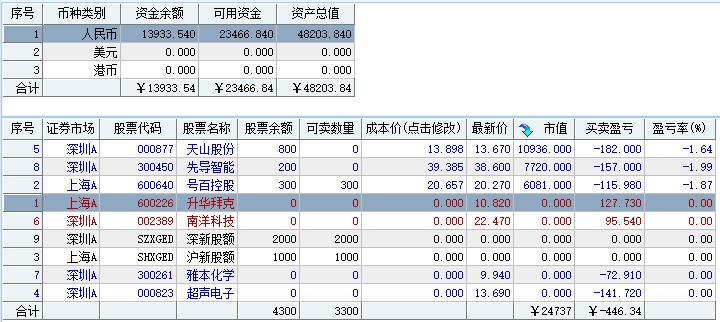 序号 币种类别 资金余额 可用资金 资产总值
1 人民币 13933.540 23466.840 48203.840
2 美元 0.000 0.000 0.000
3 港币 0.000 0.000 0.000
合计 ￥13933.54 ￥23466.84 ￥48203.84
序号 证券市场 股票代码 股票名称 股票余额 可卖数量 成本价(点击修改) 最新价 市值 买卖盈亏 盈亏率(%)
5 深圳A 000877 天山股份 800 0 13.898 13.670 10936.000 -182.000 -1.64
8 深圳A 300450 先导智能 200 0 39.385 38.600 7720.000 -157.000 -1.99
2 上海A 600640 号百控股 300 300 20.657 20.270 6081.000 -115.980 -1.87
1 上海A 600226 升华拜克 0 0 0.000 10.820 0.000 127.730 0.00
6 深圳A 002389 南洋科技 0 0 0.000 22.470 0.000 95.540 0.00
9 深圳A SZXGED 深新股额 2000 2000 0.000 0.000 0.000 0.000 0.00
3 上海A SHXGED 沪新股额 1000 1000 0.000 0.000 0.000 0.000 0.00
7 深圳A 300261 雅本化学 0 0 0.000 9.940 0.000 -72.910 0.00
4 深圳A 000823 超声电子 0 0 0.000 13.690 0.000 -141.720 0.00
合计 4300 3300 ￥24737 ￥-446.34